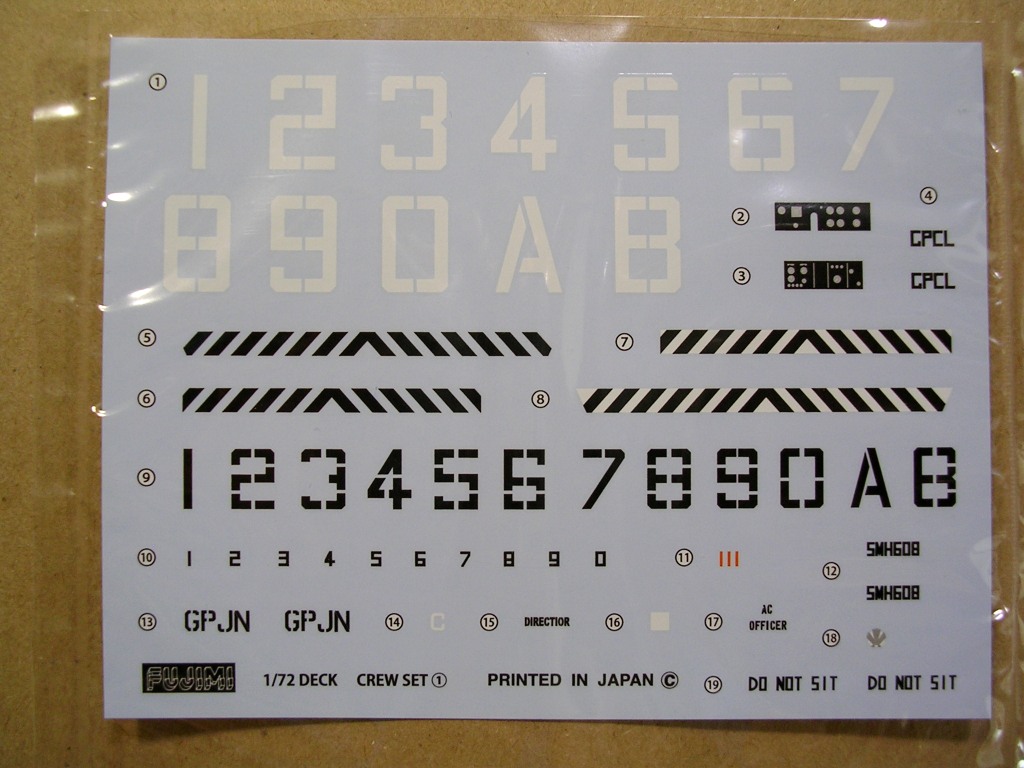 ① 1 2 3 4 5 6 7
8 9 0 A B
② ④
GPCL
③ GPCL
⑤ ⑦
⑥ ⑧
⑨ 1 2 3 4 5 6 7 8 9 0 A B
⑩ 1 2 3 4 5 6 7 8 9 0 ⑪ III
⑫ SMH608
SMH608
⑬ GPJN GPJN ⑭ C ⑮ DIRECTIOR ⑯ ⑰ AC
OFFICER
⑱
FUJIMI 1/72 DECK CREW SET ① PRINTED IN JAPAN © ⑲ DO NOT SIT DO NOT SIT